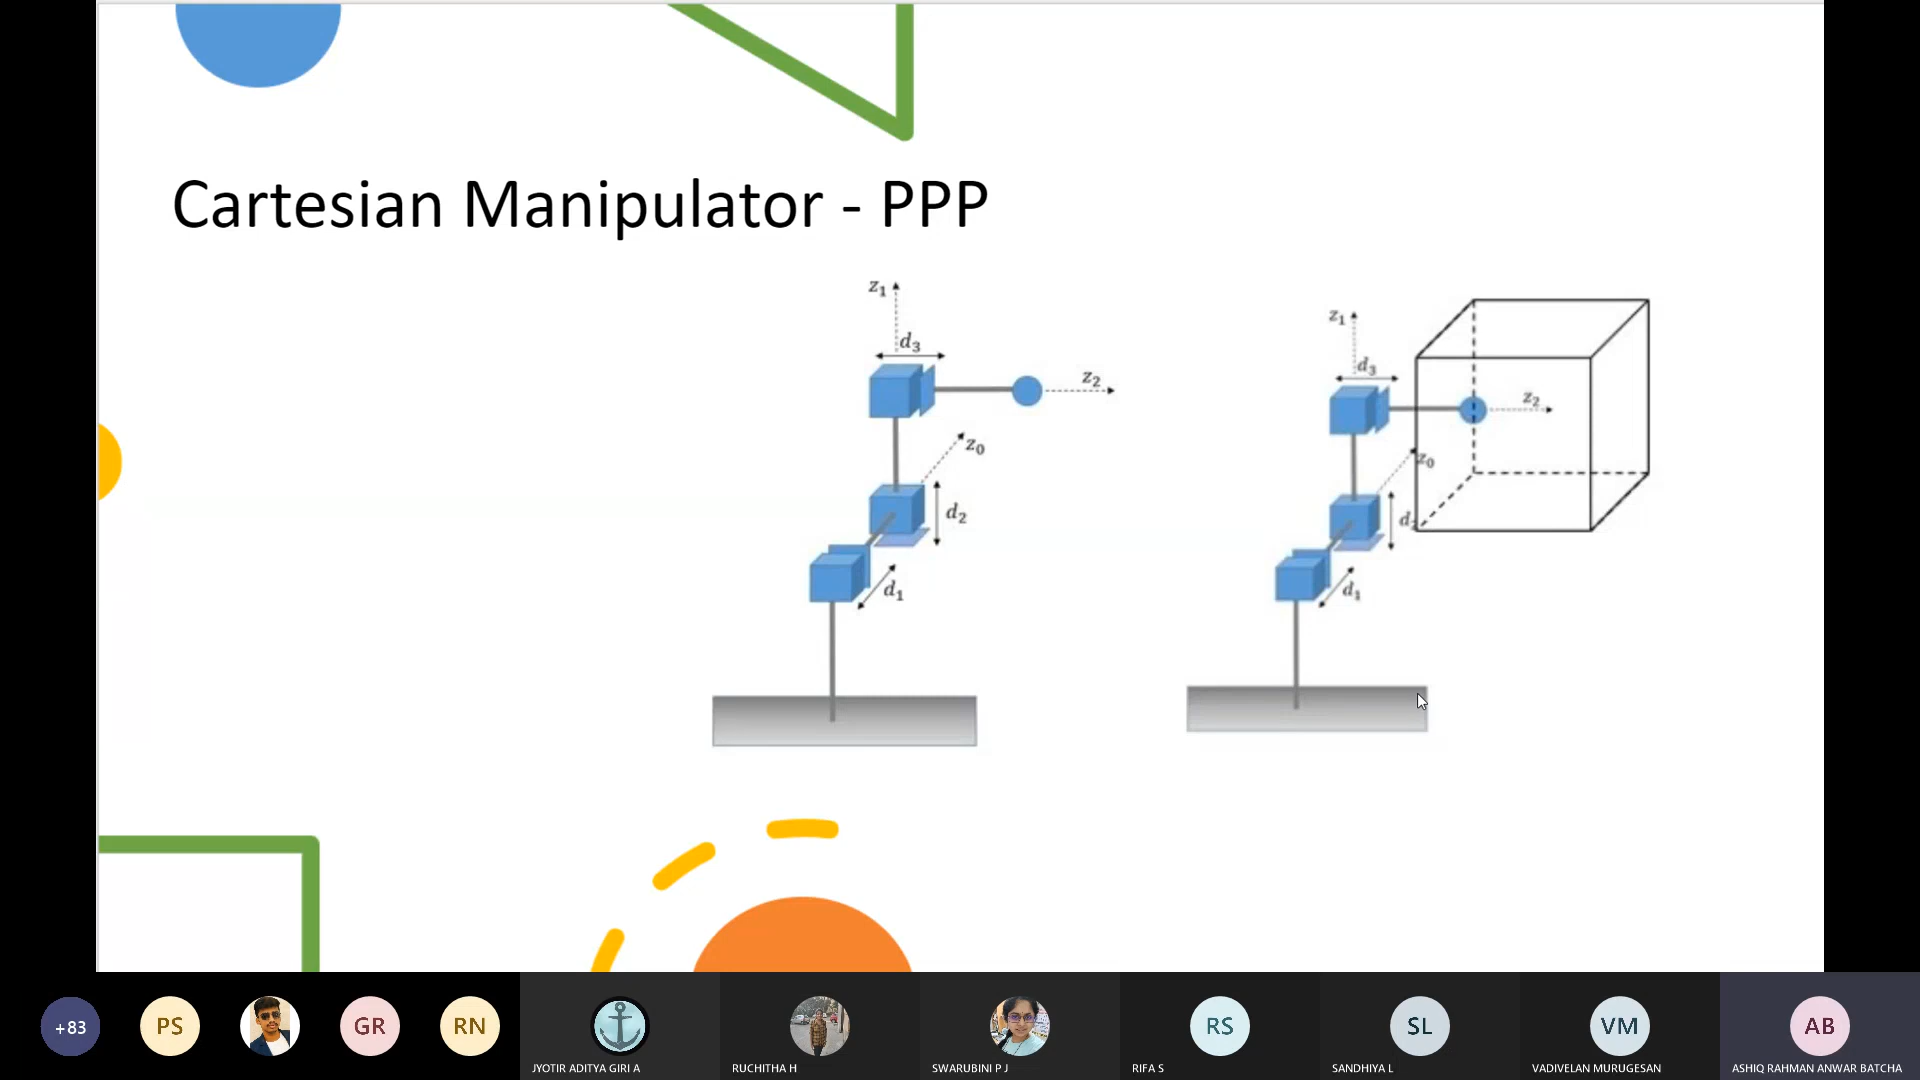 Cartesian Manipulator - PPP
z₁
d₃
z₂
z₀
d₂
d₁
z₁
d₃
z₂
z₀
d
d₁
+83
PS
GR
RN
RS
SL
VM
AB
JYOTIR ADITYA GIRI A
RUCHITHA H
SWARUBINI P J
RIFA S
SANDHIYA L
VADIVELAN MURUGESAN
ASHIQ RAHMAN ANWAR BATCHA